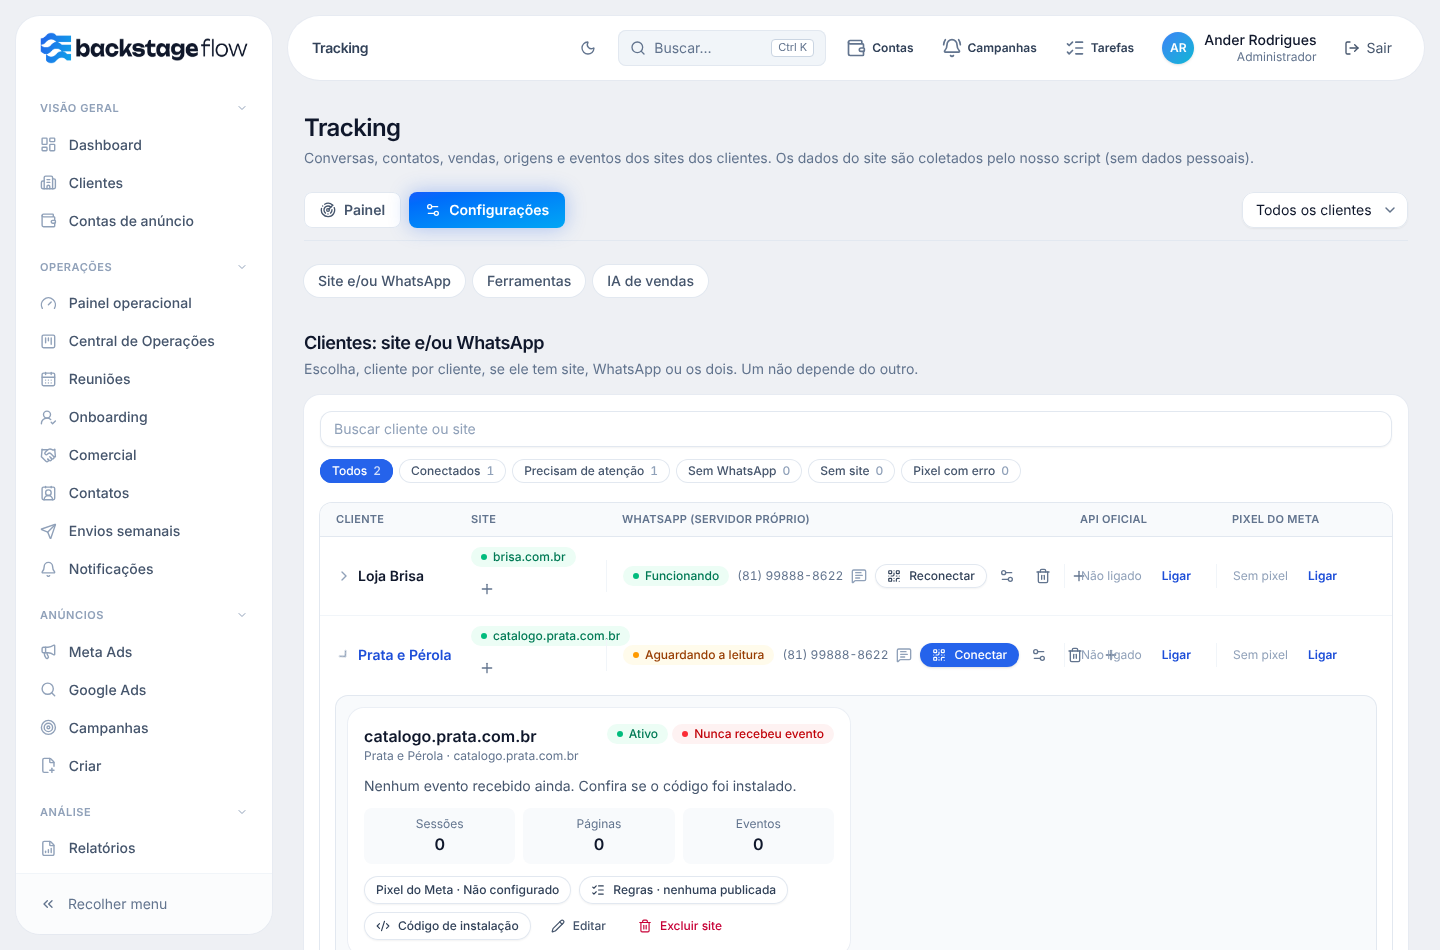 backstageflow
Tracking
Buscar...
Ctrl K
Contas
Campanhas
Tarefas
AR
Ander Rodrigues
Administrador
Sair
VISÃO GERAL
Dashboard
Clientes
Contas de anúncio
OPERAÇÕES
Painel operacional
Central de Operações
Reuniões
Onboarding
Comercial
Contatos
Envios semanais
Notificações
ANÚNCIOS
Meta Ads
Google Ads
Campanhas
Criar
ANÁLISE
Relatórios
Recolher menu
Tracking
Conversas, contatos, vendas, origens e eventos dos sites dos clientes. Os dados do site são coletados pelo nosso script (sem dados pessoais).
Painel
Configurações
Todos os clientes
Site e/ou WhatsApp
Ferramentas
IA de vendas
Clientes: site e/ou WhatsApp
Escolha, cliente por cliente, se ele tem site, WhatsApp ou os dois. Um não depende do outro.
Buscar cliente ou site
Todos 2
Conectados 1
Precisam de atenção 1
Sem WhatsApp 0
Sem site 0
Pixel com erro 0
CLIENTE
SITE
WHATSAPP (SERVIDOR PRÓPRIO)
API OFICIAL
PIXEL DO META
Loja Brisa
brisa.com.br
Funcionando
(81) 99888-8622
Reconectar
Não ligado
Ligar
Sem pixel
Ligar
Prata e Pérola
catalogo.prata.com.br
Aguardando a leitura
(81) 99888-8622
Conectar
Não ligado
Ligar
Sem pixel
Ligar
catalogo.prata.com.br
Ativo
Nunca recebeu evento
Prata e Pérola · catalogo.prata.com.br
Nenhum evento recebido ainda. Confira se o código foi instalado.
Sessões
0
Páginas
0
Eventos
0
Pixel do Meta · Não configurado
Regras · nenhuma publicada
Código de instalação
Editar
Excluir site